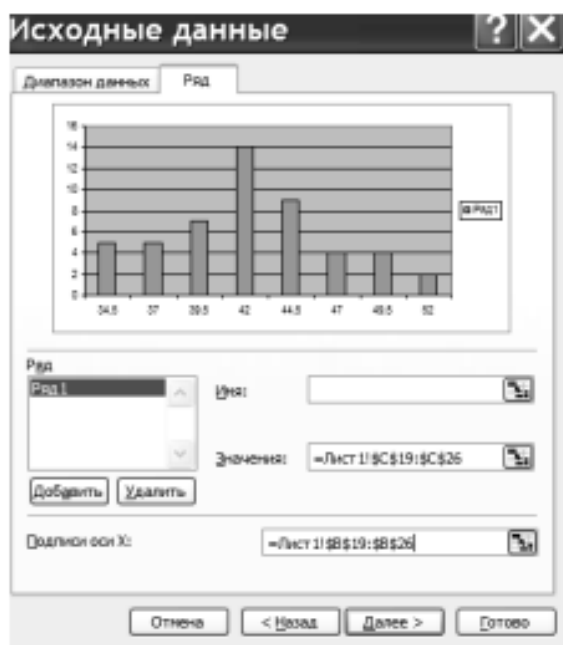 Исходные данные ? X
Диапазон данных Ряд
16
14
12
10
8
6
4
2
0
34.5 37 39.5 42 44.5 47 49.5 52
Ряд1
Ряд
Ряд1
Имя:
Значения: =Лист1!$C$19:$C$26
Добавить Удалить
Подписи оси X: =Лист1!$B$19:$B$26
Отмена < Назад Далее > Готово